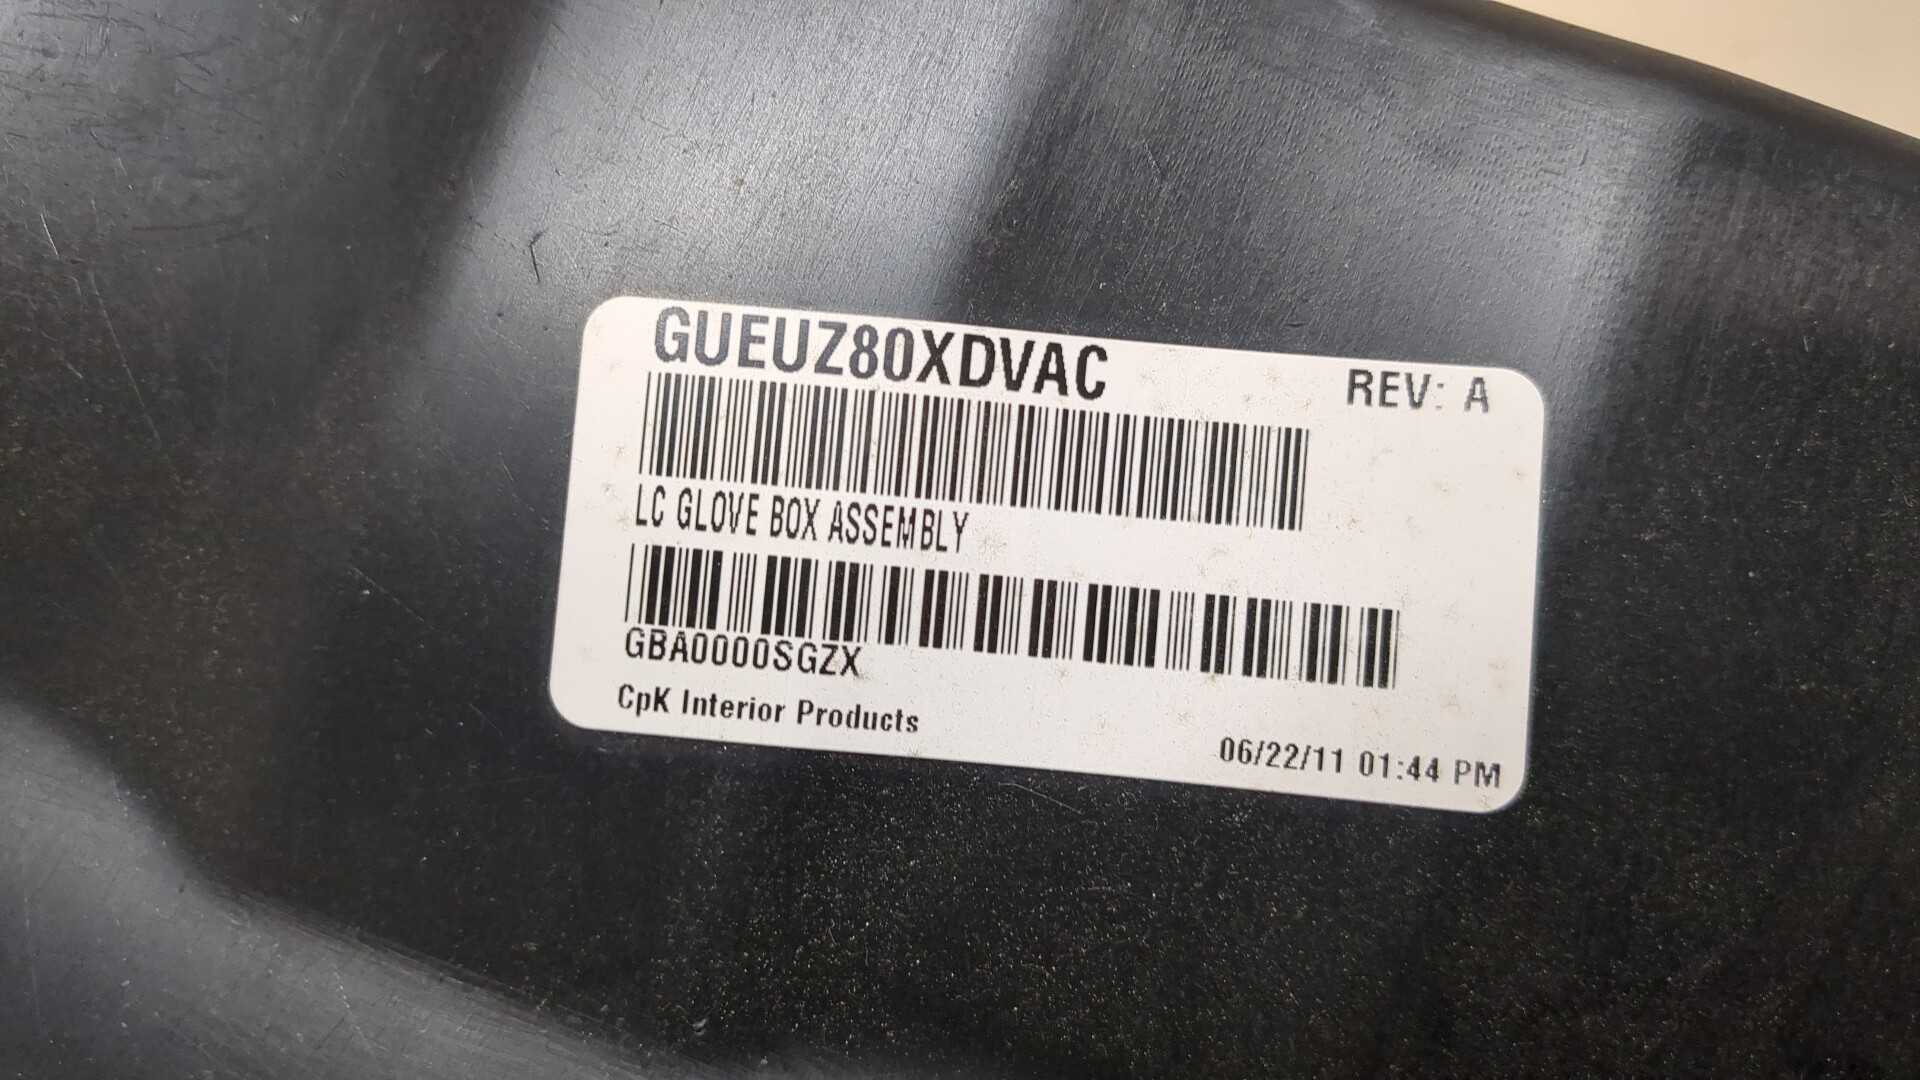 GUEUZ80XDVAC
REV: A
LC GLOVE BOX ASSEMBLY
GBA0000SGZX
CpK Interior Products
06/22/11 01:44 PM